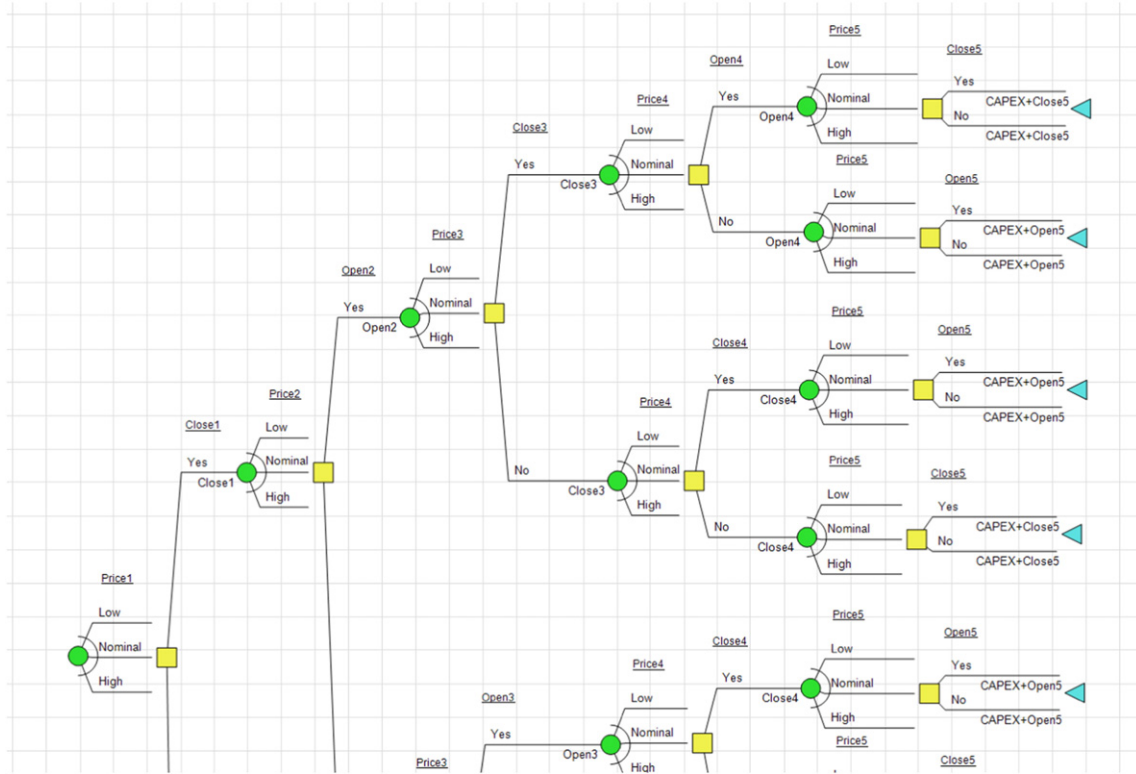 Price5
Close5
Low
Yes
Nominal
CAPEX+Close5
No
High
CAPEX+Close5
Open4
Yes
Open4
Price4
Low
Nominal
High
Close3
Yes
Close3
No
Price5
Open5
Low
Yes
Nominal
CAPEX+Open5
No
High
CAPEX+Open5
Open4
Price3
Low
Nominal
High
Open2
Yes
Open2
Price5
Open5
Low
Yes
Nominal
CAPEX+Open5
No
High
CAPEX+Open5
Close4
Yes
Close4
Price4
Low
Nominal
High
No
Close3
Price5
Close5
Low
Yes
Nominal
CAPEX+Close5
No
High
CAPEX+Close5
No
Close4
Price2
Low
Nominal
High
Close1
Yes
Close1
Price1
Low
Nominal
High
Price5
Open5
Low
Yes
Nominal
CAPEX+Open5
No
High
CAPEX+Open5
Close4
Yes
Close4
Price4
Low
Nominal
High
Open3
Yes
Open3
Price3
Price5
Close5